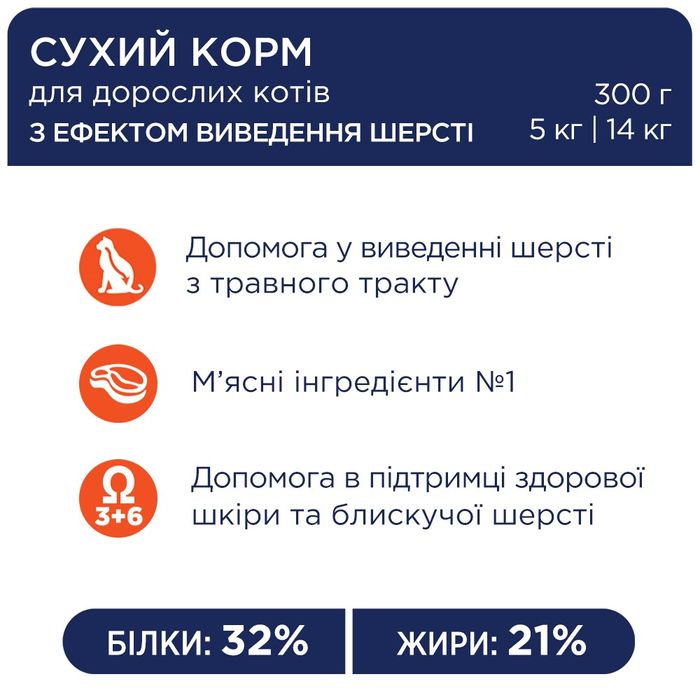 СУХИЙ КОРМ
для дорослих котів
З ЕФЕКТОМ ВИВЕДЕННЯ ШЕРСТІ
300 г
5 кг | 14 кг
Допомога у виведенні шерсті
з травного тракту
М’ясні інгредієнти №1
Ω
3+6
Допомога в підтримці здорової
шкіри та блискучої шерсті
БІЛКИ: 32%
ЖИРИ: 21%